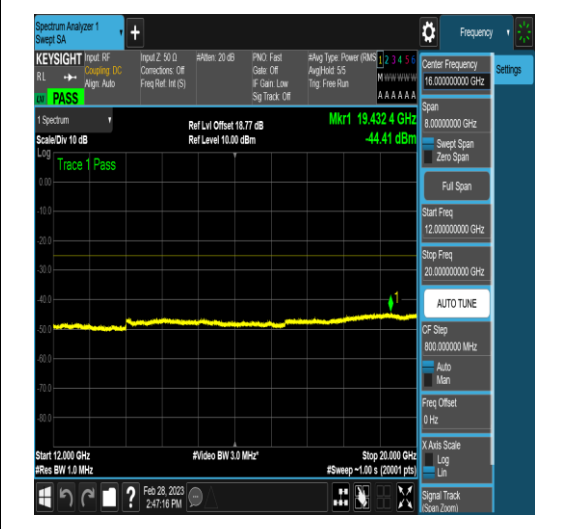 Spectrum Analyzer 1
Swept SA
Frequency
KEYSIGHT
Input: RF
Coupling: DC
Align: Auto
Input Z: 50 Ω
Corrections: Off
Freq Ref: Int (S)
#Atten: 20 dB
PNO: Fast
Gate: Off
IF Gain: Low
Sig Track: Off
#Avg Type: Power (RMS
Avg|Hold: 5/5
Trig: Free Run
1 2 3 4 5 6
M W W W W W
A A A A A A
RL
PASS
Center Frequency
16.000000000 GHz
Settings
Span
8.00000000 GHz
Swept Span
Zero Span
Full Span
Start Freq
12.000000000 GHz
Stop Freq
20.000000000 GHz
AUTO TUNE
CF Step
800.000000 MHz
Auto
Man
Freq Offset
0 Hz
X Axis Scale
Log
Lin
Signal Track
(Span Zoom)
1 Spectrum
Scale/Div 10 dB
Ref Lvl Offset 18.77 dB
Ref Level 10.00 dBm
Mkr1 19.432 4 GHz
-44.41 dBm
Log
Trace 1 Pass
0.00
-10.0
-20.0
-30.0
-40.0
-50.0
-60.0
-70.0
-80.0
1
Start 12.000 GHz
#Res BW 1.0 MHz
#Video BW 3.0 MHz*
Stop 20.000 GHz
#Sweep ~1.00 s (20001 pts)
?
Feb 28, 2023
2:47:16 PM